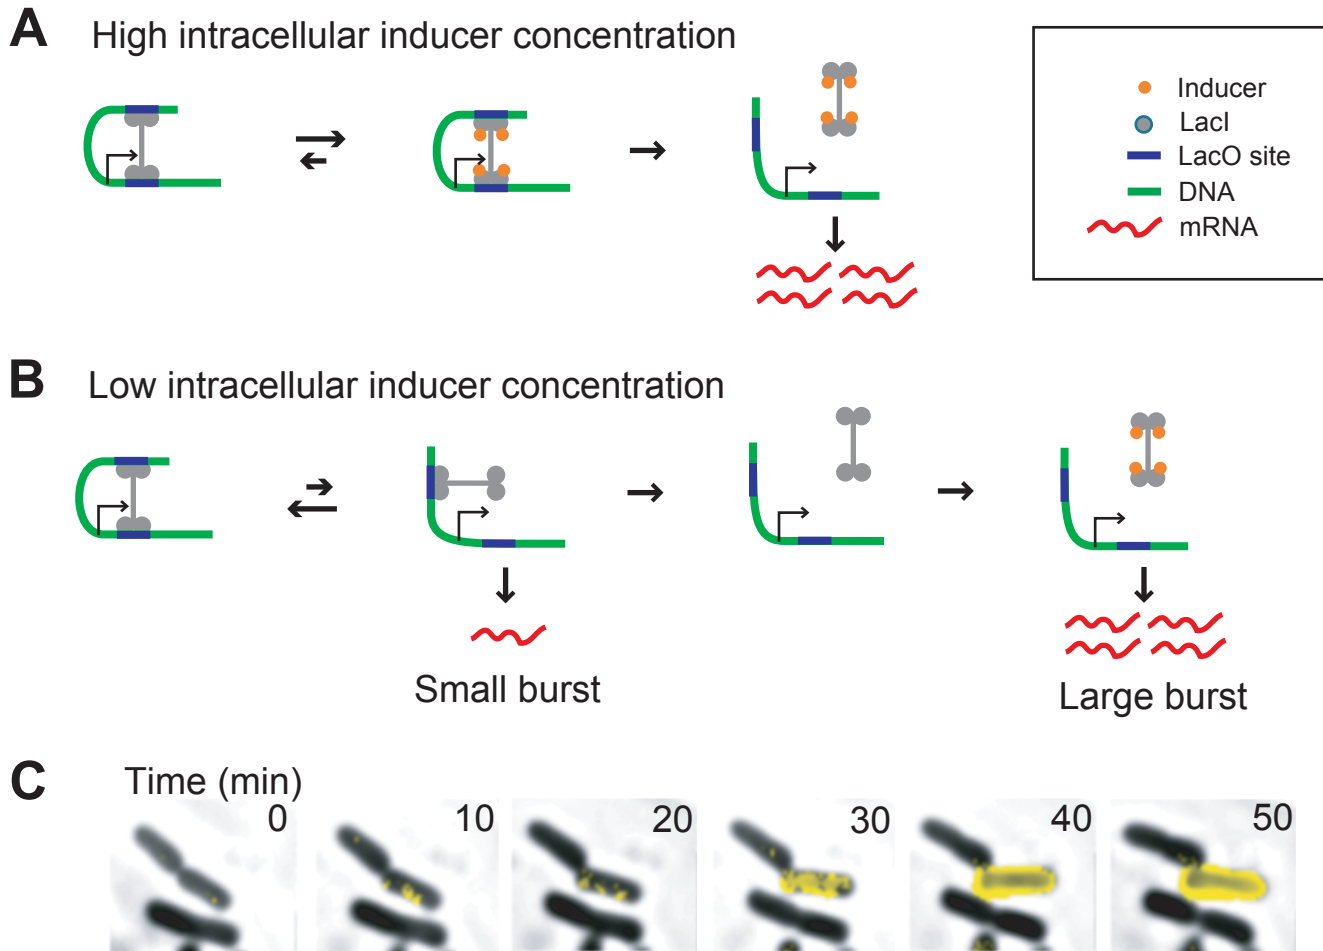 A High intracellular inducer concentration
Inducer
LacI
LacO site
DNA
mRNA
B Low intracellular inducer concentration
Small burst
Large burst
C Time (min)
0 10 20 30 40 50